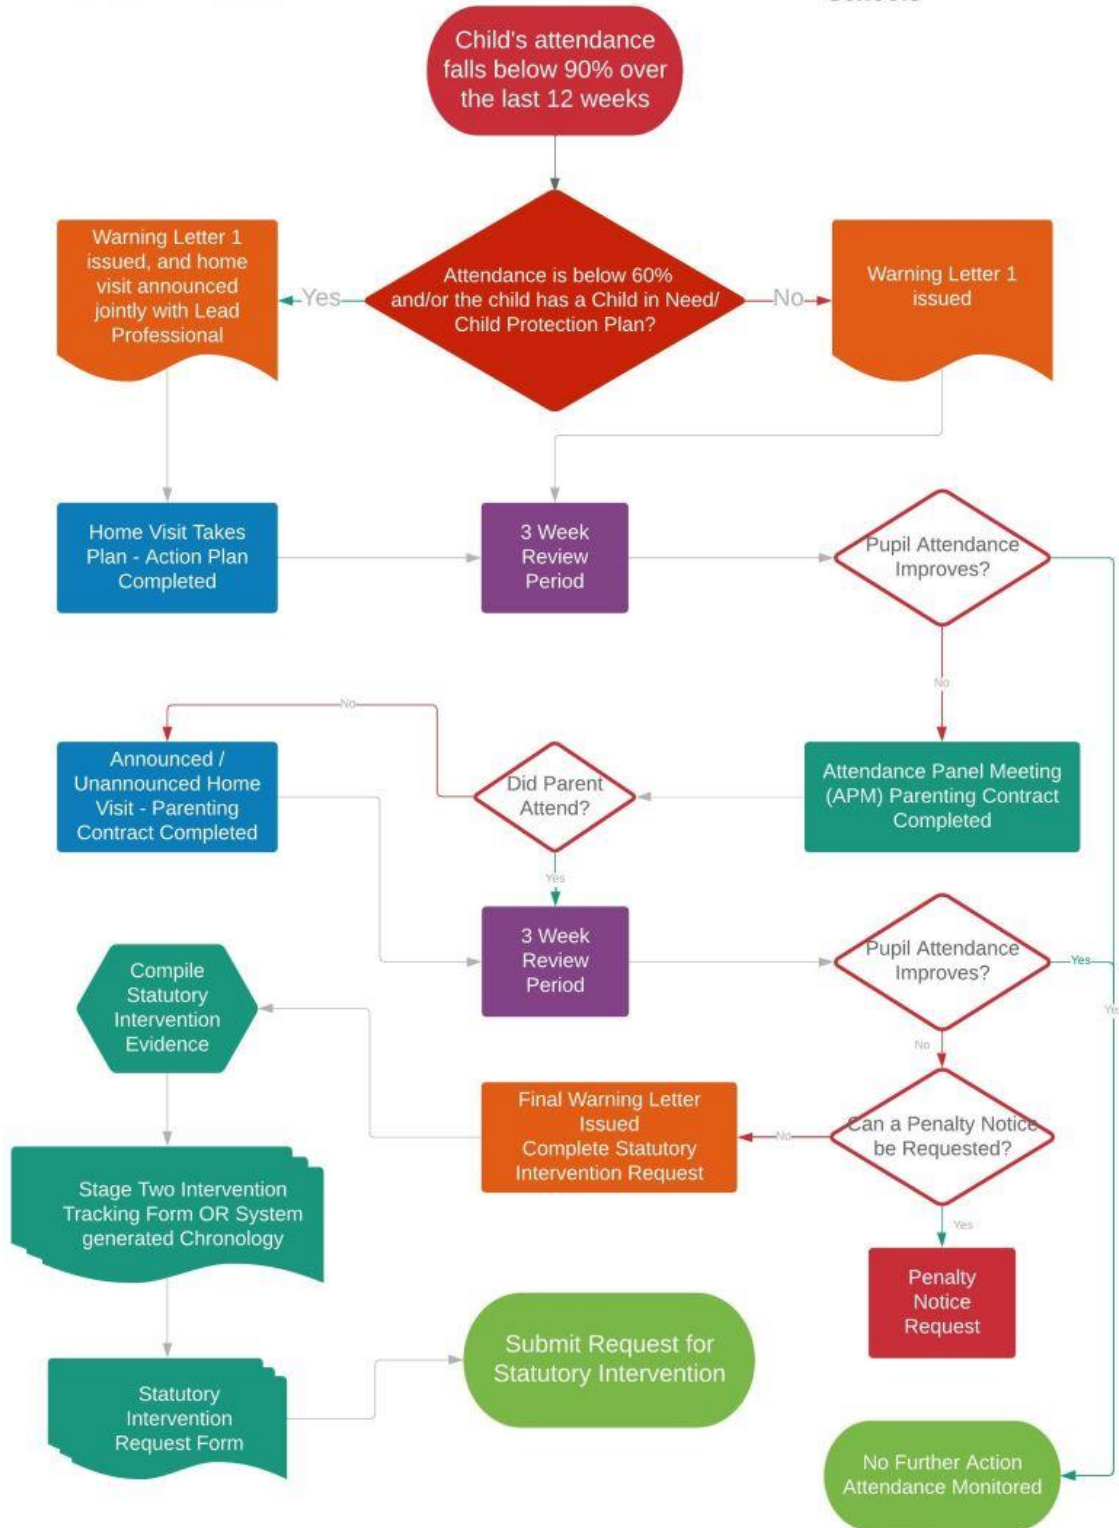 Child's attendance
falls below 90% over
the last 12 weeks
Warning Letter 1
issued, and home
visit announced
jointly with Lead
Professional
Yes
Attendance is below 60%
and/or the child has a Child in Need/
Child Protection Plan?
No
Warning Letter 1
issued
Home Visit Takes
Plan - Action Plan
Completed
3 Week
Review
Period
Pupil Attendance
Improves?
No
No
Announced /
Unannounced Home
Visit - Parenting
Contract Completed
Did Parent
Attend?
Attendance Panel Meeting
(APM) Parenting Contract
Completed
Yes
3 Week
Review
Period
Pupil Attendance
Improves?
Yes
Yes
No
Compile
Statutory
Intervention
Evidence
Final Warning Letter
Issued
Complete Statutory
Intervention Request
No
Can a Penalty Notice
be Requested?
Yes
Stage Two Intervention
Tracking Form OR System
generated Chronology
Penalty
Notice
Request
Submit Request for
Statutory Intervention
Statutory
Intervention
Request Form
No Further Action
Attendance Monitored